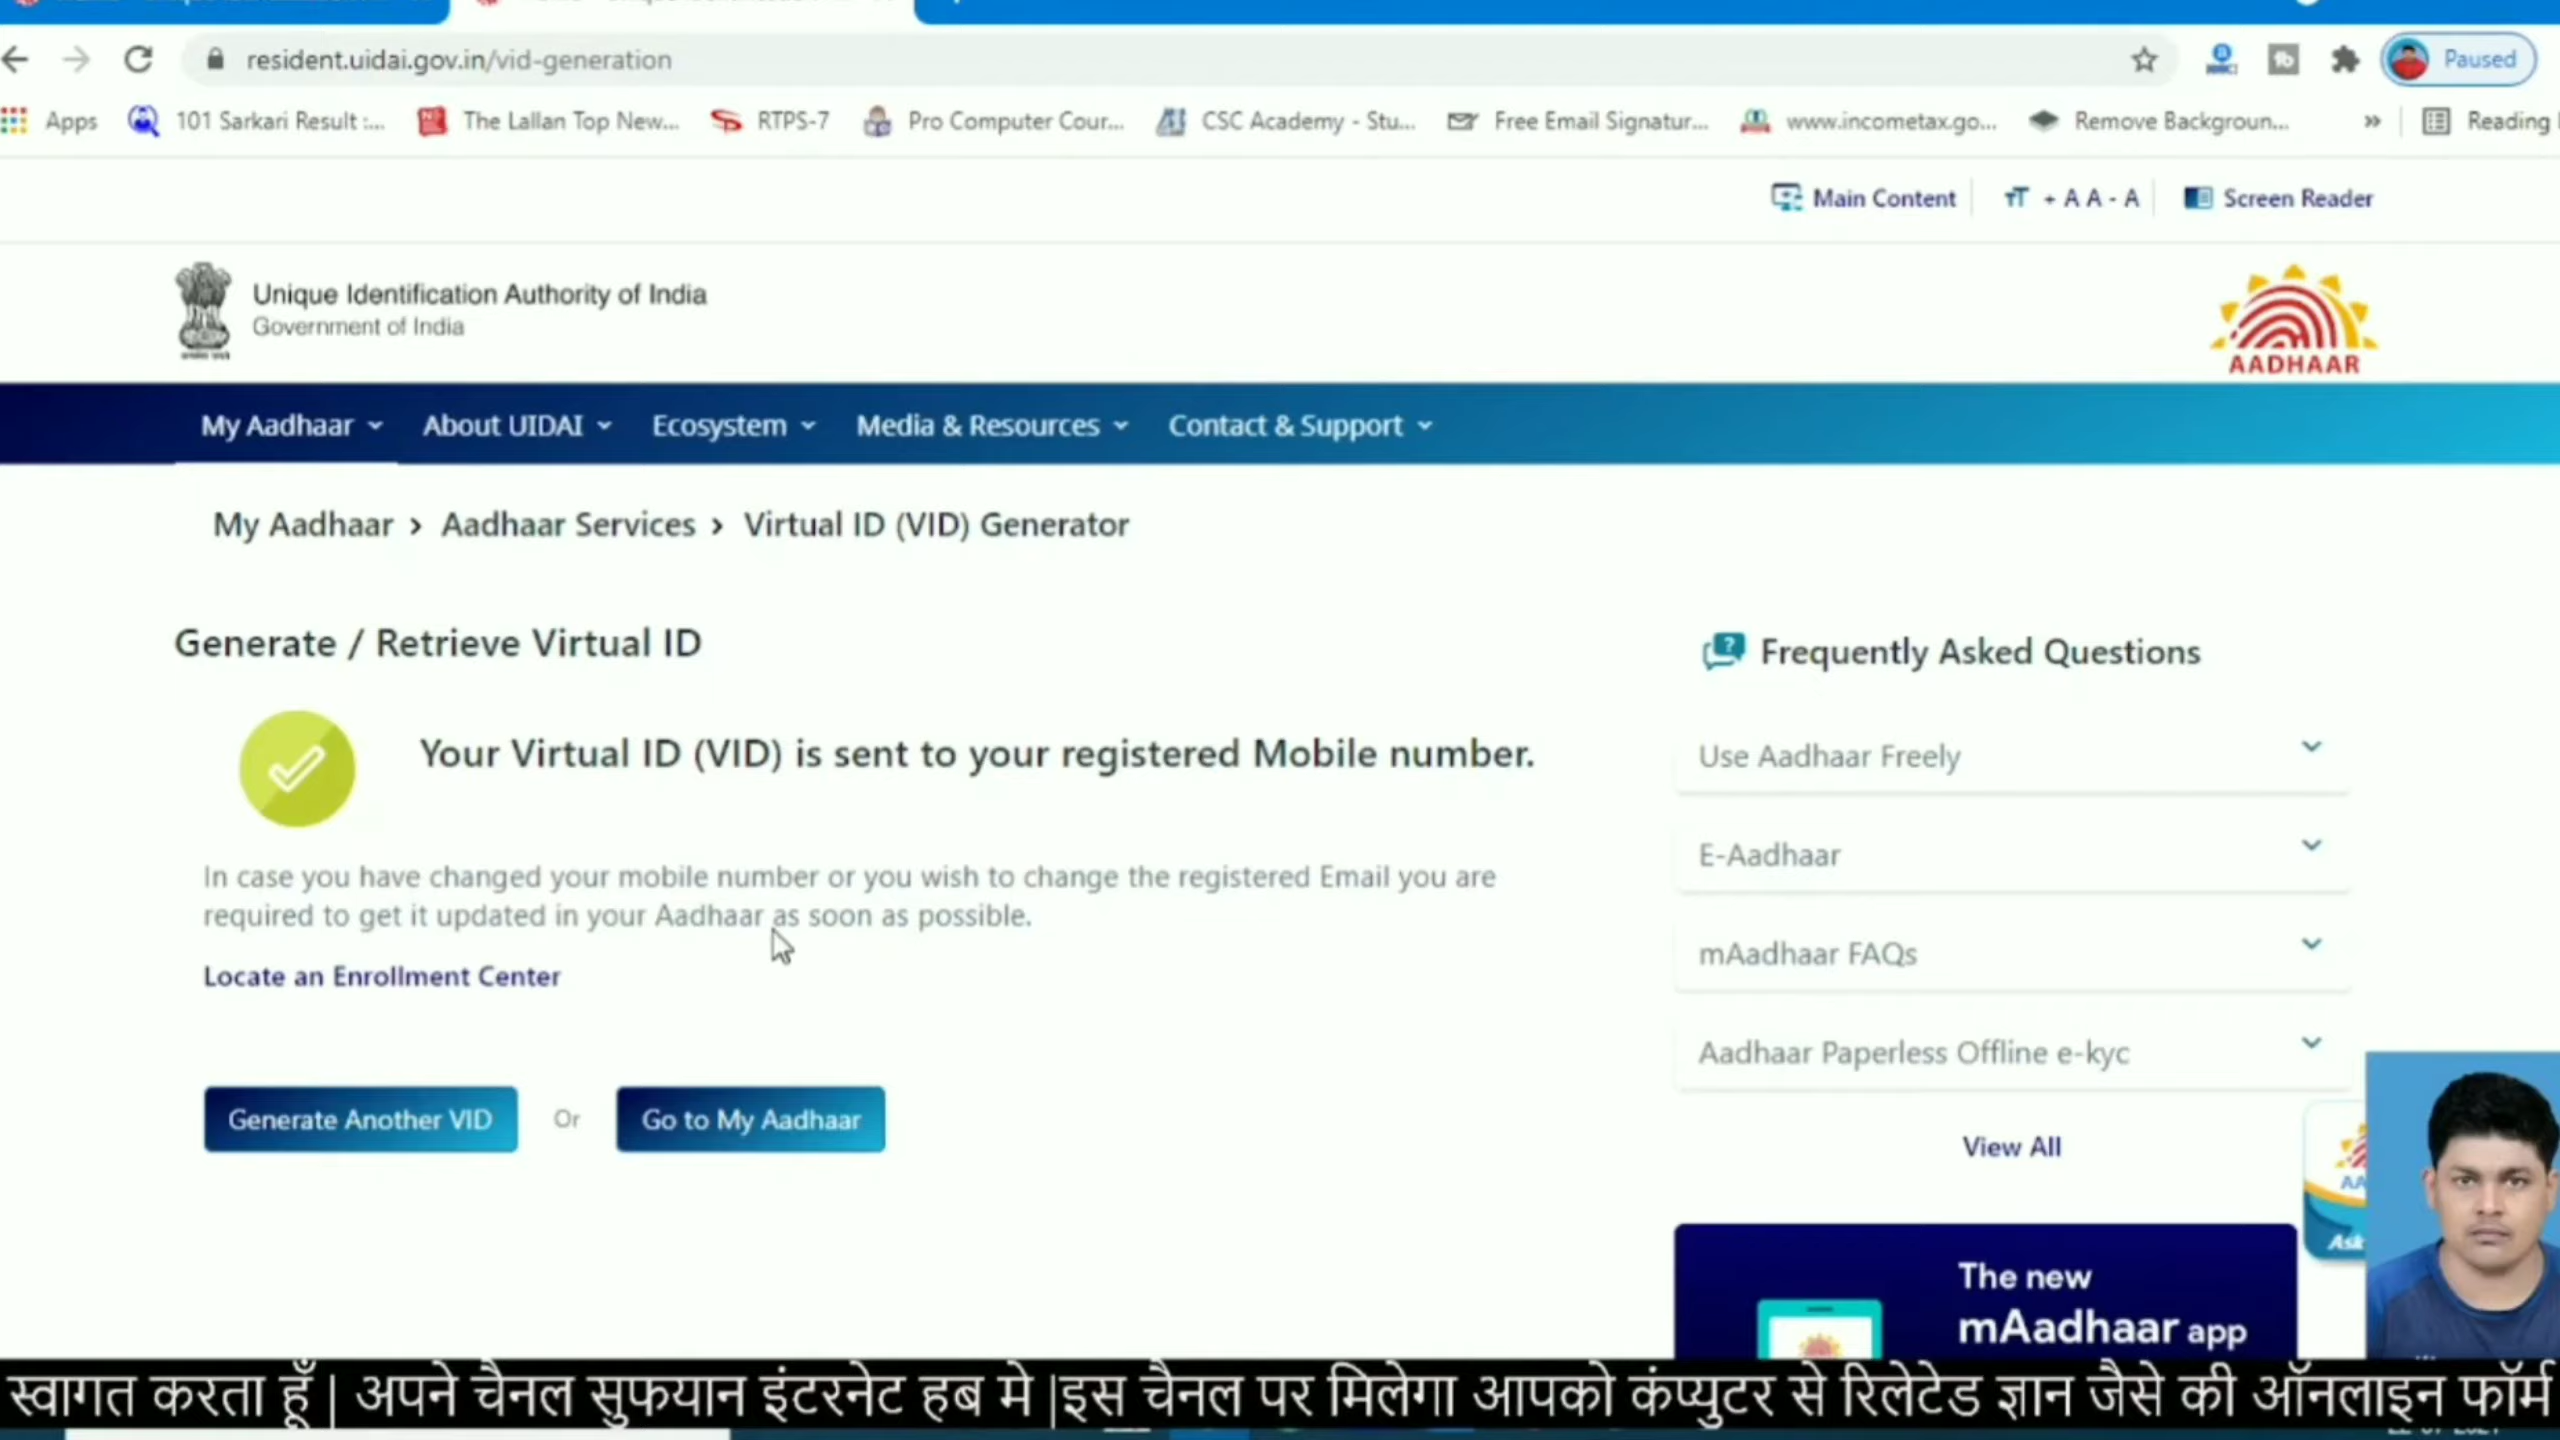 resident.uidai.gov.in/vid-generation
Paused
Apps
101 Sarkari Result :...
The Lallan Top New...
RTPS-7
Pro Computer Cour...
CSC Academy - Stu...
Free Email Signatur...
www.incometax.go...
Remove Backgroun...
»
Reading
Main Content
+ A A - A
Screen Reader
Unique Identification Authority of India
Government of India
AADHAAR
My Aadhaar
About UIDAI
Ecosystem
Media & Resources
Contact & Support
My Aadhaar > Aadhaar Services > Virtual ID (VID) Generator
Generate / Retrieve Virtual ID
Your Virtual ID (VID) is sent to your registered Mobile number.
In case you have changed your mobile number or you wish to change the registered Email you are
required to get it updated in your Aadhaar as soon as possible.
Locate an Enrollment Center
Generate Another VID
Or
Go to My Aadhaar
Frequently Asked Questions
Use Aadhaar Freely
E-Aadhaar
mAadhaar FAQs
Aadhaar Paperless Offline e-kyc
View All
The new
mAadhaar app
स्वागत करता हूँ | अपने चैनल सुफयान इंटरनेट हब मे |इस चैनल पर मिलेगा आपको कंप्युटर से रिलेटेड ज्ञान जैसे की ऑनलाइन फॉर्म